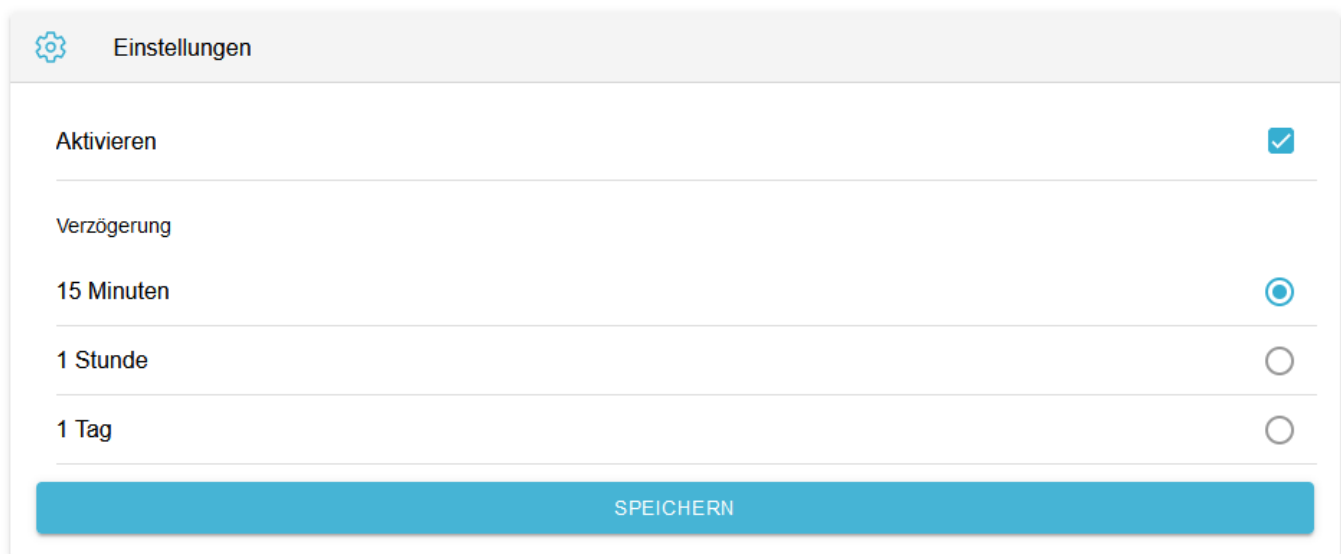 Einstellungen
Aktivieren
Verzögerung
15 Minuten
1 Stunde
1 Tag
SPEICHERN